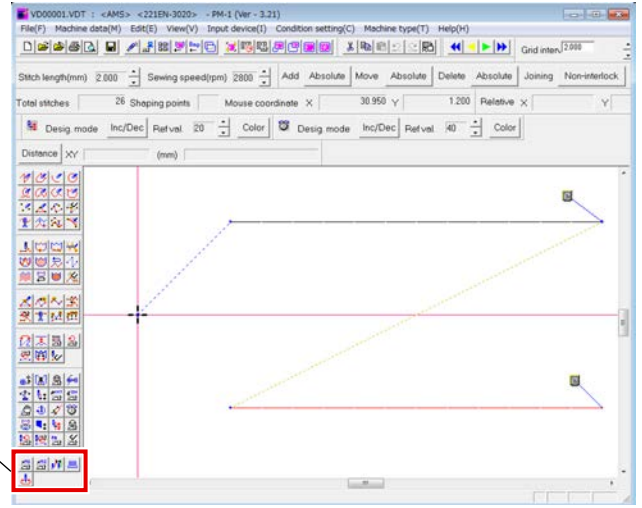 VD00001.VDT : <AMS> <221EN-3020> - PM-1 (Ver - 3.21)
File(F) Machine data(M) Edit(E) View(V) Input device(I) Condition setting(C) Machine type(T) Help(H)
Grid interv. 2.000
Stitch length(mm) 2.000 Sewing speed(rpm) 2800 Add Absolute Move Absolute Delete Absolute Joining Non-interlock
Total stitches 26 Shaping points Mouse coordinate X 30.950 Y 1.200 Relative X Y
Desig. mode Inc/Dec Ref val. 20 Color Desig. mode Inc/Dec Ref val. 40 Color
Distance XY (mm)